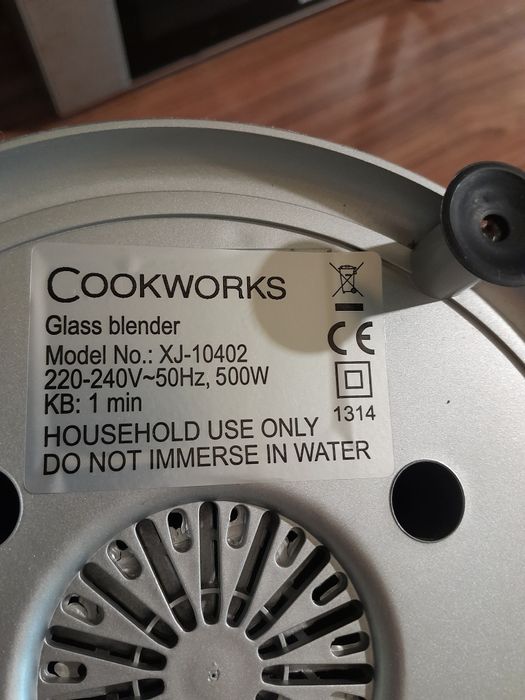 COOKWORKS
Glass blender
Model No.: XJ-10402
220-240V~50Hz, 500W
KB: 1 min
HOUSEHOLD USE ONLY
DO NOT IMMERSE IN WATER
CE
1314